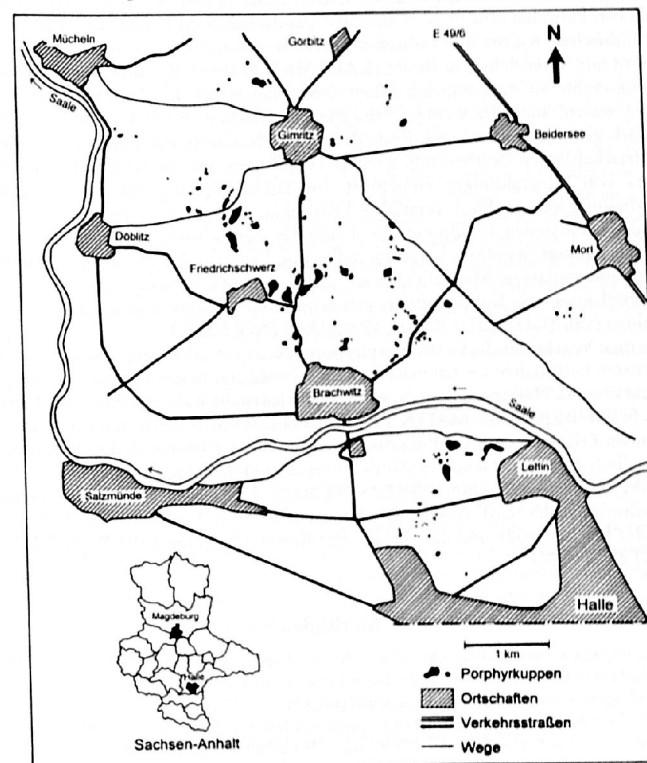 Mücheln
Görbitz
E 49/6
N
Saale
Gimritz
Beidersee
Döblitz
Morl
Friedrichschwerz
Brachwitz
Saale
Lettin
Salzmünde
Halle
Magdeburg
Halle
1 km
Porphyrkuppen
Ortschaften
Verkehrsstraßen
Wege
Sachsen-Anhalt